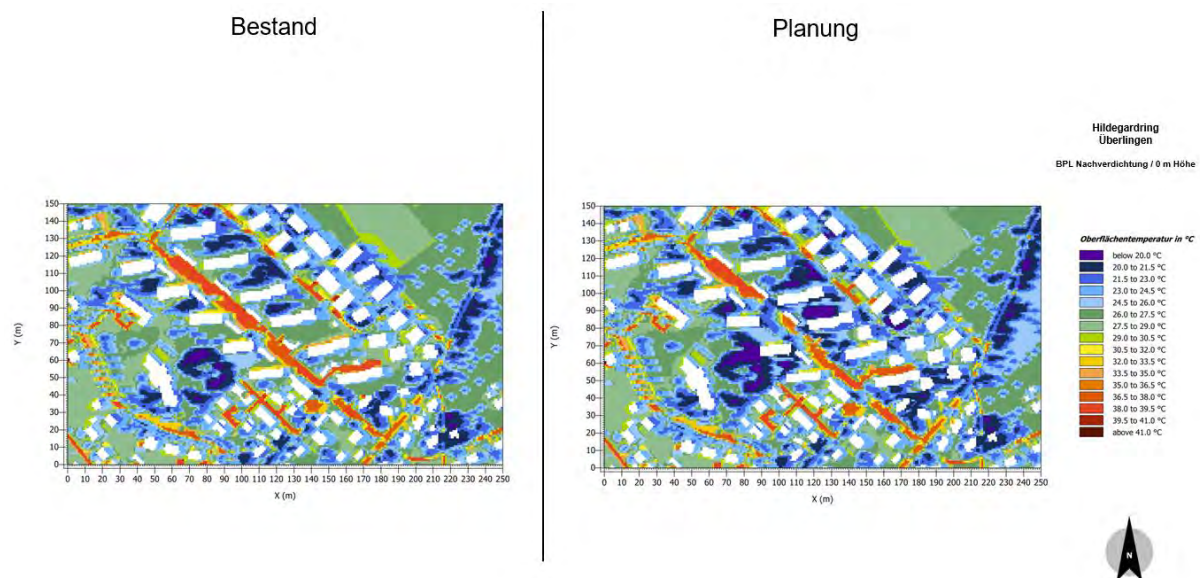 Bestand
Planung
Hildegardring
Überlingen
BPL Nachverdichtung / 0 m Höhe
150
140
130
120
110
100
90
80
70
60
50
40
30
20
10
0
Y (m)
0 10 20 30 40 50 60 70 80 90 100 110 120 130 140 150 160 170 180 190 200 210 220 230 240 250
X (m)
150
140
130
120
110
100
90
80
70
60
50
40
30
20
10
0
Y (m)
0 10 20 30 40 50 60 70 80 90 100 110 120 130 140 150 160 170 180 190 200 210 220 230 240 250
X (m)
Oberflächentemperatur in °C
below 20.0 °C
20.0 to 21.5 °C
21.5 to 23.0 °C
23.0 to 24.5 °C
24.5 to 26.0 °C
26.0 to 27.5 °C
27.5 to 29.0 °C
29.0 to 30.5 °C
30.5 to 32.0 °C
32.0 to 33.5 °C
33.5 to 35.0 °C
35.0 to 36.5 °C
36.5 to 38.0 °C
38.0 to 39.5 °C
39.5 to 41.0 °C
above 41.0 °C
N